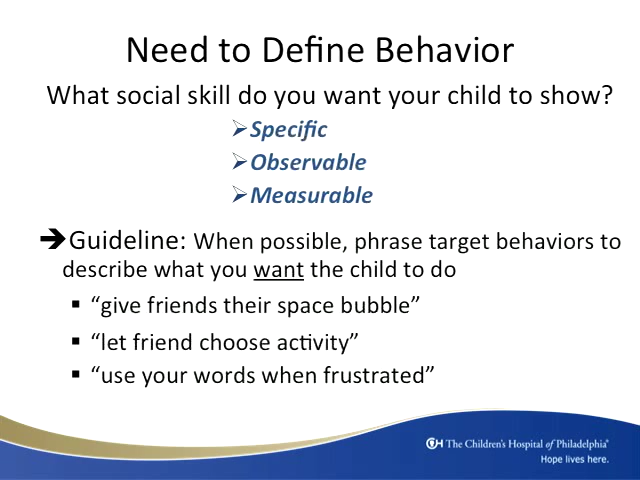 Need to Define Behavior
What social skill do you want your child to show?
➢Specific
➢Observable
➢Measurable
➔Guideline: When possible, phrase target behaviors to
describe what you want the child to do
▪ “give friends their space bubble”
▪ “let friend choose activity”
▪ “use your words when frustrated”
The Children's Hospital of Philadelphia®
Hope lives here.